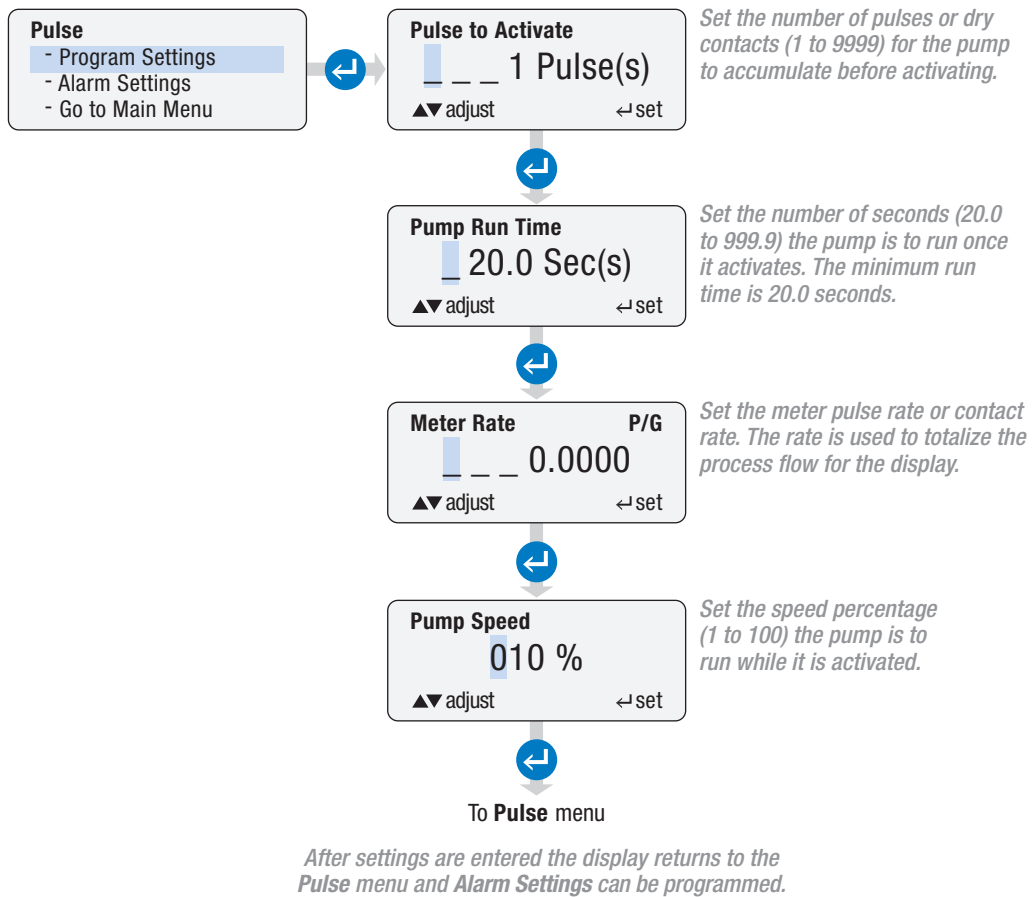 Pulse
- Program Settings
- Alarm Settings
- Go to Main Menu
Pulse to Activate
_ _ _ 1 Pulse(s)
▲▼ adjust ↵ set
Set the number of pulses or dry
contacts (1 to 9999) for the pump
to accumulate before activating.
Pump Run Time
_ 20.0 Sec(s)
▲▼ adjust ↵ set
Set the number of seconds (20.0
to 999.9) the pump is to run once
it activates. The minimum run
time is 20.0 seconds.
Meter Rate P/G
_ _ _ 0.0000
▲▼ adjust ↵ set
Set the meter pulse rate or contact
rate. The rate is used to totalize the
process flow for the display.
Pump Speed
010 %
▲▼ adjust ↵ set
Set the speed percentage
(1 to 100) the pump is to
run while it is activated.
To Pulse menu
After settings are entered the display returns to the
Pulse menu and Alarm Settings can be programmed.